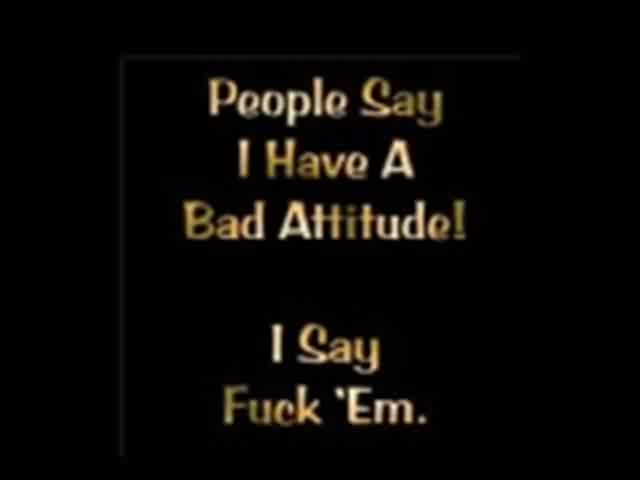 People Say
I Have A
Bad Attitude!
I Say
Fuck 'Em.